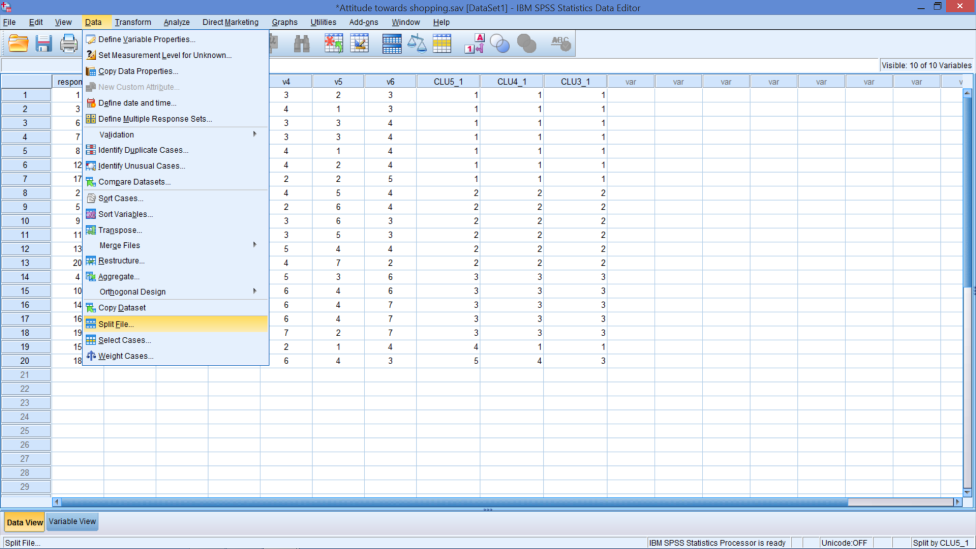 *Attitude towards shopping.sav [DataSet1] - IBM SPSS Statistics Data Editor
File Edit View Data Transform Analyze Direct Marketing Graphs Utilities Add-ons Window Help
Visible: 10 of 10 Variables
Define Variable Properties...
Set Measurement Level for Unknown...
Copy Data Properties...
New Custom Attribute...
Define date and time...
Define Multiple Response Sets...
Validation
Identify Duplicate Cases...
Identify Unusual Cases...
Compare Datasets...
Sort Cases...
Sort Variables...
Transpose...
Merge Files
Restructure...
Aggregate...
Orthogonal Design
Copy Dataset
Split File...
Select Cases...
Weight Cases...
respon v4 v5 v6 CLU5_1 CLU4_1 CLU3_1 var var var var var var var
1 1 3 2 3 1 1 1
2 3 4 1 3 1 1 1
3 6 3 3 4 1 1 1
4 7 3 3 4 1 1 1
5 8 4 1 4 1 1 1
6 12 4 2 4 1 1 1
7 17 2 2 5 1 1 1
8 2 4 5 4 2 2 2
9 5 2 6 4 2 2 2
10 9 3 6 3 2 2 2
11 11 3 5 3 2 2 2
12 13 5 4 4 2 2 2
13 20 4 7 2 2 2 2
14 4 5 3 6 3 3 3
15 10 6 4 6 3 3 3
16 14 6 4 7 3 3 3
17 16 6 4 7 3 3 3
18 19 7 2 7 3 3 3
19 15 2 1 4 4 1 1
20 18 6 4 3 5 4 3
21
22
23
24
25
26
27
28
29
Data View Variable View
Split File... IBM SPSS Statistics Processor is ready Unicode:OFF Split by CLU5_1